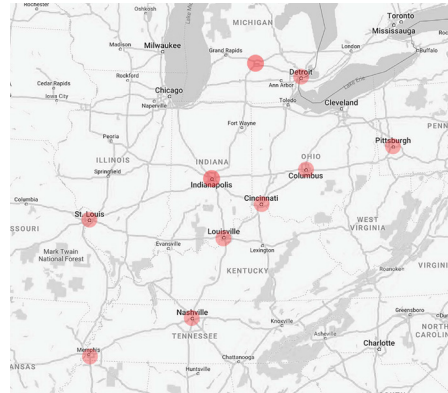 Rochester
Oshkosh
MICHIGAN
Toronto
Mississauga
Roche
Grand Rapids
London
Buffalo
Madison
Milwaukee
Detroit
Rockford
Ann Arbor
Lake Erie
Cedar Rapids
Iowa City
Chicago
Naperville
Toledo
Cleveland
Fort Wayne
Peoria
Pittsburgh
PENN
ILLINOIS
INDIANA
OHIO
Springfield
Indianapolis
Columbus
Columbia
Cincinnati
St. Louis
SSOURI
Louisville
WEST
VIRGINIA
Evansville
Lexington
Mark Twain
National Forest
KENTUCKY
Roanoke
VIRGINI
Nashville
Knoxville
Greensboro
TENNESSEE
NORTH
CAROLIN
Asheville
Memphis
Charlotte
Chattanooga
ANSAS
Huntsville